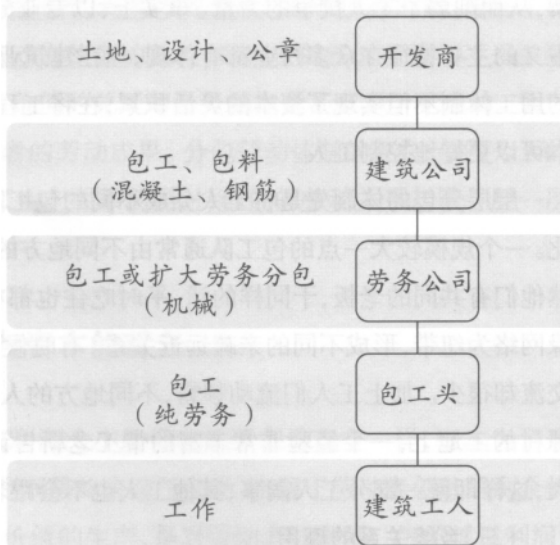 土地、设计、公章
开发商
包工、包料
(混凝土、钢筋)
建筑公司
包工或扩大劳务分包
(机械)
劳务公司
包工
(纯劳务)
包工头
工作
建筑工人